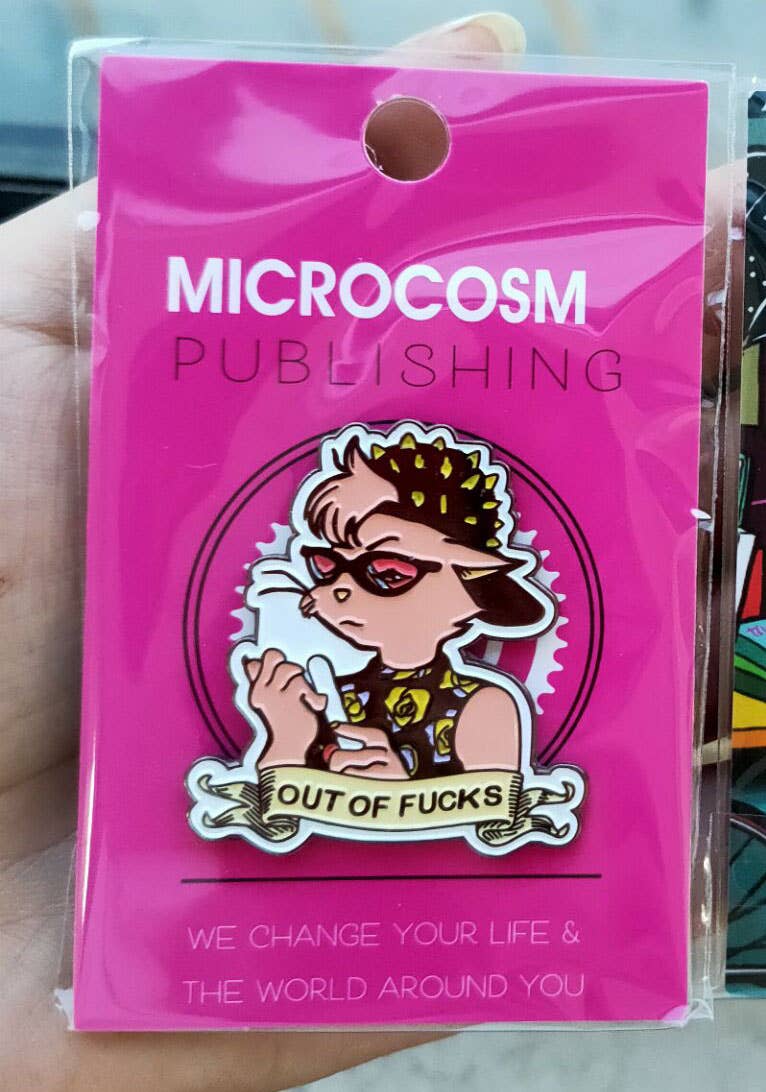 MICROCOSM
PUBLISHING
OUT OF FUCKS
WE CHANGE YOUR LIFE &
THE WORLD AROUND YOU